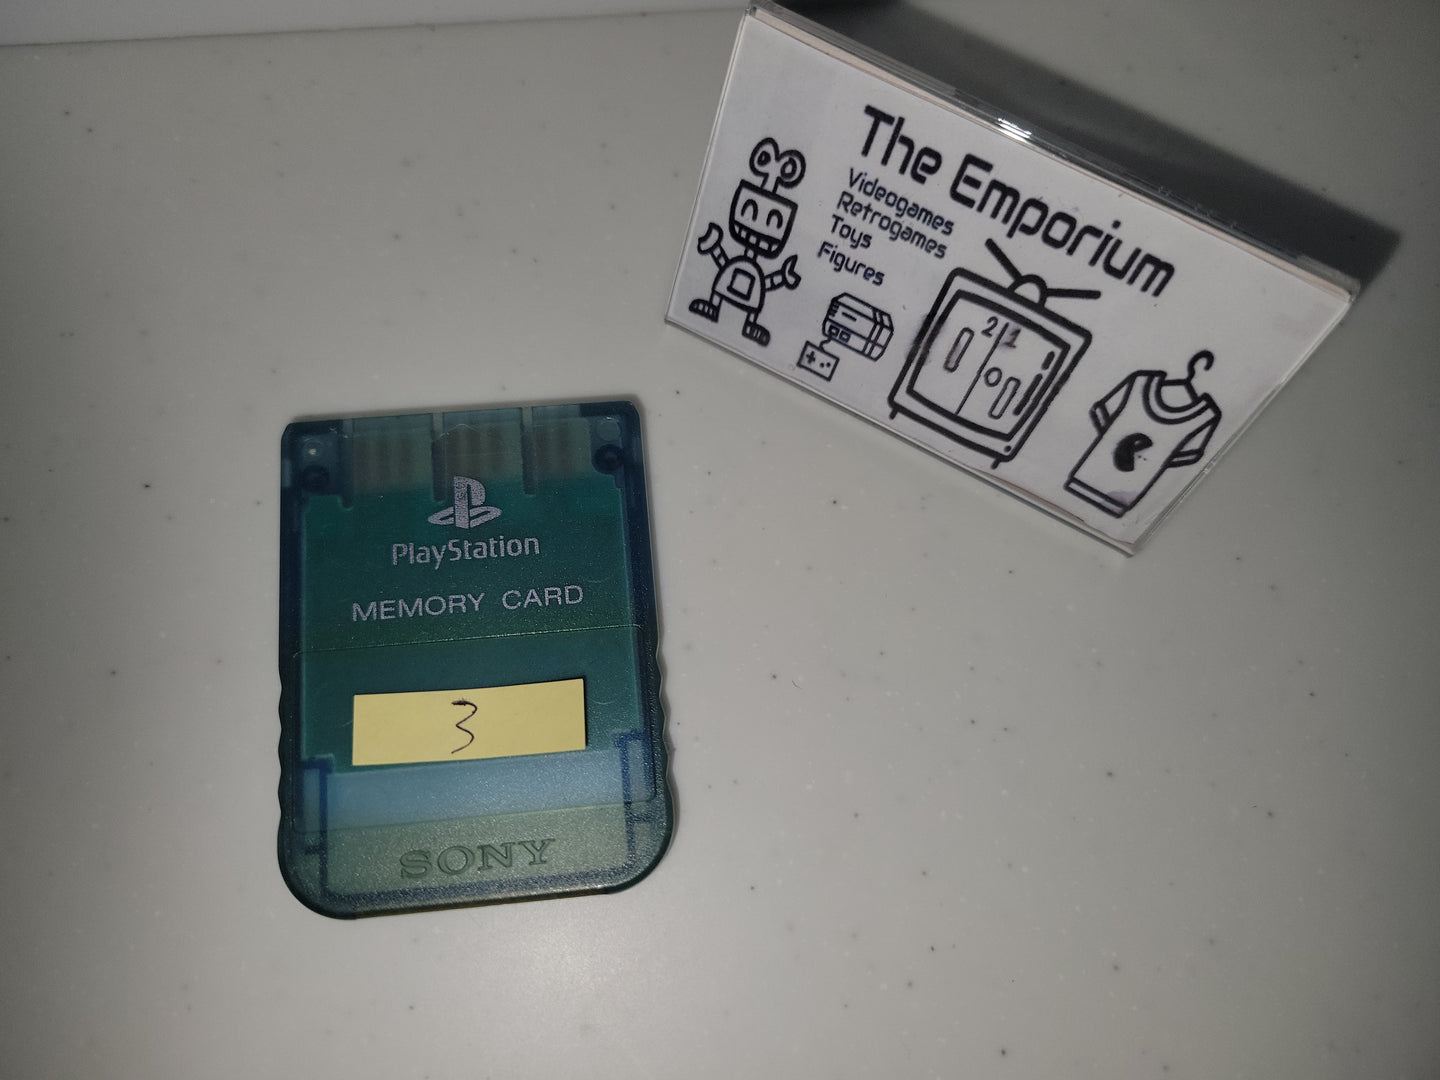 The Emporium
Videogames
Retrogames
Toys
Figures
2 1
PlayStation
MEMORY CARD
3
SONY